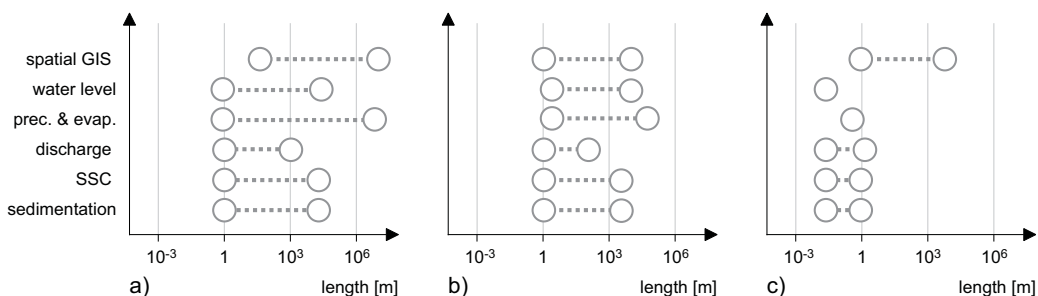 spatial GIS
water level
prec. & evap.
discharge
SSC
sedimentation
10-3 1 103 106
a) length [m]
10-3 1 103 106
b) length [m]
10-3 1 103 106
c) length [m]